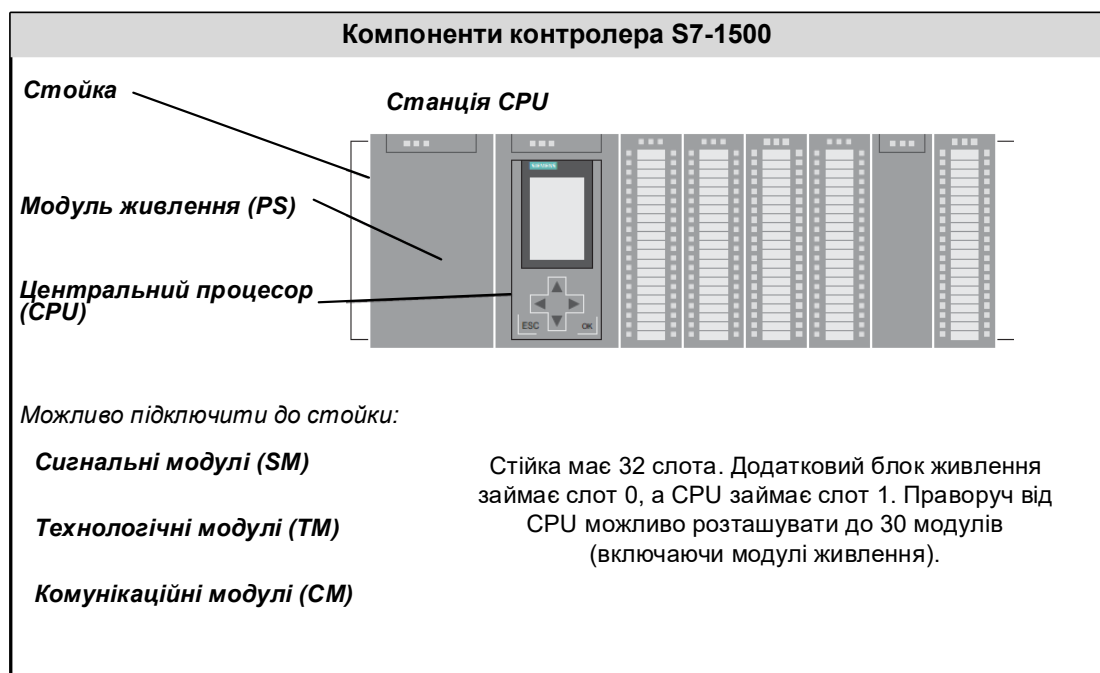 Компоненти контролера S7-1500
Стойка
Станція CPU
SIEMENS
Модуль живлення (PS)
Центральний процесор
(CPU)
ESC
OK
Можливо підключити до стойки:
Сигнальні модулі (SM)
Технологічні модулі (TM)
Комунікаційні модулі (CM)
Стійка має 32 слота. Додатковий блок живлення
займає слот 0, а CPU займає слот 1. Праворуч від
CPU можливо розташувати до 30 модулів
(включаючи модулі живлення).